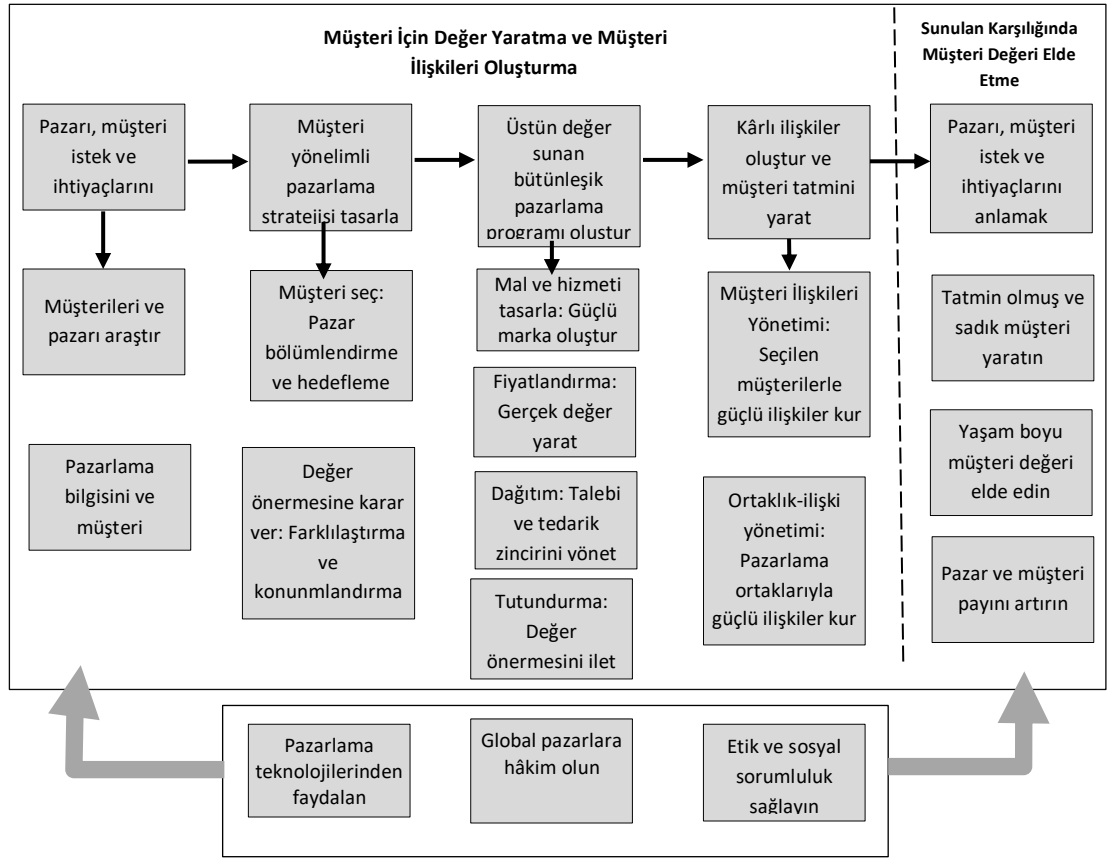 Müşteri İçin Değer Yaratma ve Müşteri
İlişkileri Oluşturma
Sunulan Karşılığında
Müşteri Değeri Elde
Etme
Pazarı, müşteri
istek ve
ihtiyaçlarını
Müşteri
yönelimli
pazarlama
stratejisi tasarla
Üstün değer
sunan
bütünleşik
pazarlama
programı oluştur
Kârlı ilişkiler
oluştur ve
müşteri tatmini
yarat
Pazarı, müşteri
istek ve
ihtiyaçlarını
anlamak
Müşterileri ve
pazarı araştır
Müşteri seç:
Pazar
bölümlendirme
ve hedefleme
Mal ve hizmeti
tasarla: Güçlü
marka oluştur
Müşteri İlişkileri
Yönetimi:
Seçilen
müşterilerle
güçlü ilişkiler kur
Tatmin olmuş ve
sadık müşteri
yaratın
Fiyatlandırma:
Gerçek değer
yarat
Pazarlama
bilgisini ve
müşteri
Değer
önermesine karar
ver: Farklılaştırma
ve
konunmlandırma
Dağıtım: Talebi
ve tedarik
zincirini yönet
Ortaklık-ilişki
yönetimi:
Pazarlama
ortaklarıyla
güçlü ilişkiler kur
Yaşam boyu
müşteri değeri
elde edin
Tutundurma:
Değer
önermesini ilet
Pazar ve müşteri
payını artırın
Pazarlama
teknolojilerinden
faydalan
Global pazarlara
hâkim olun
Etik ve sosyal
sorumluluk
sağlayın